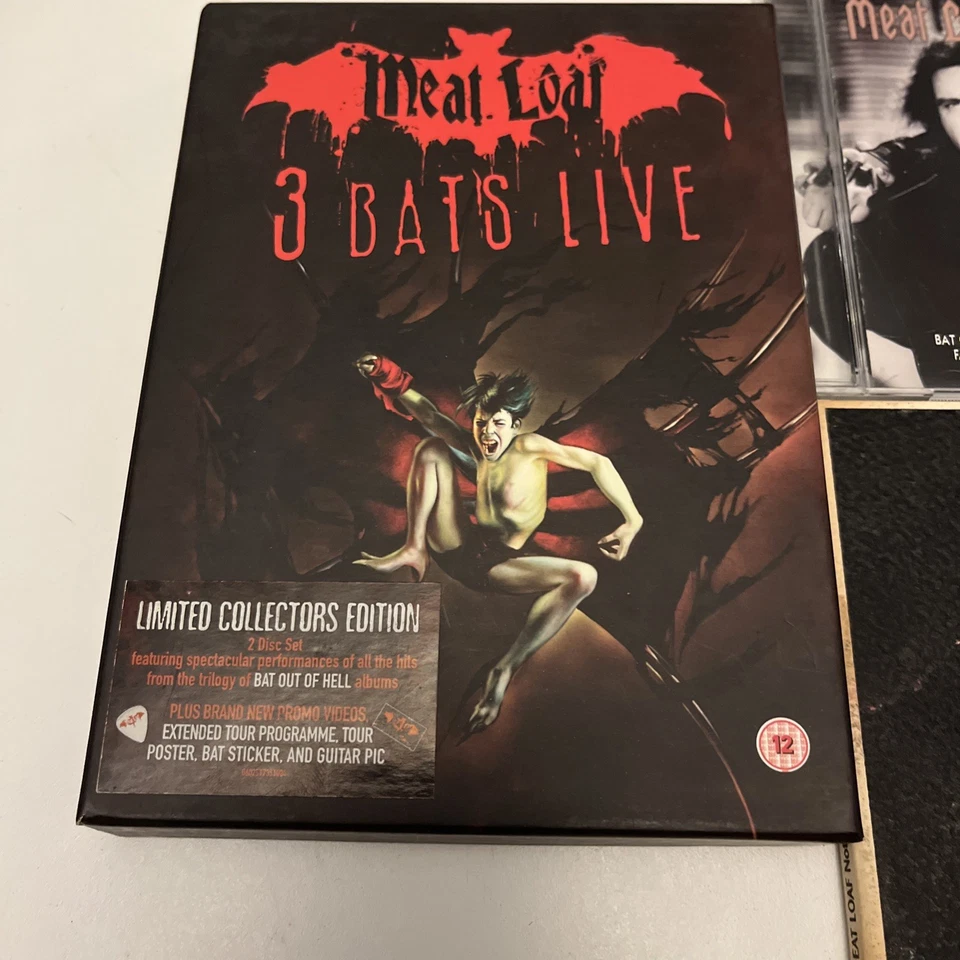 Meat Loaf
3 BATS LIVE
LIMITED COLLECTORS EDITION
2 Disc Set
featuring spectacular performances of all the hits
from the trilogy of BAT OUT OF HELL albums
PLUS BRAND NEW PROMO VIDEOS,
EXTENDED TOUR PROGRAMME, TOUR
POSTER, BAT STICKER, AND GUITAR PIC
12
Meat
BAT
EAT LOAF